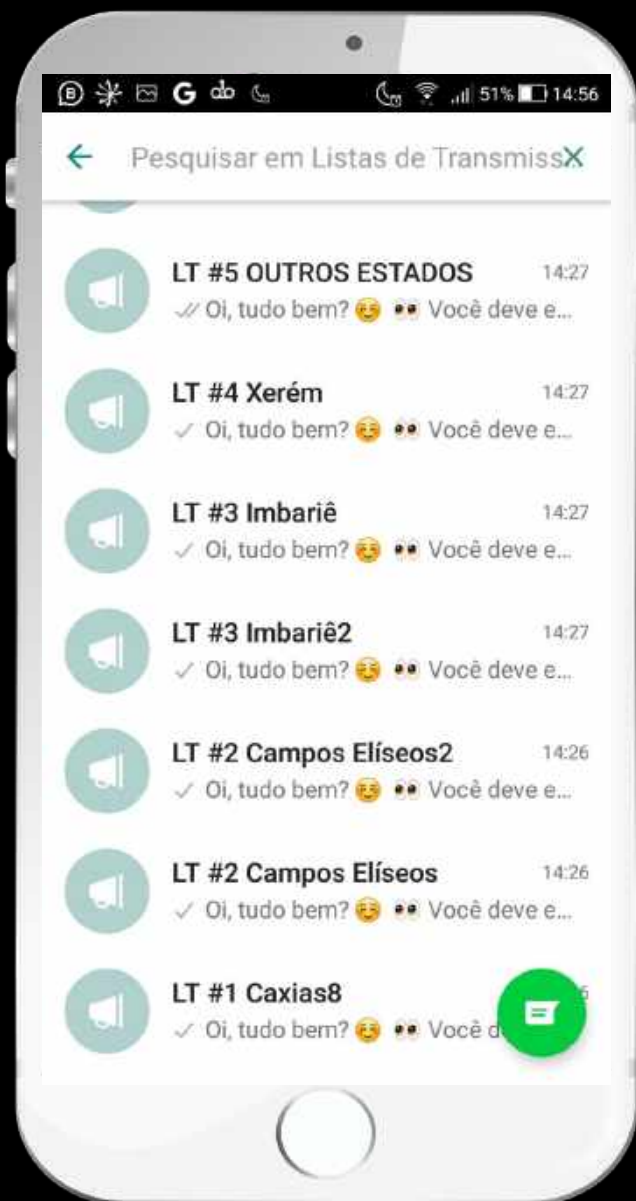 51% 14:56
Pesquisar em Listas de Transmiss
LT #5 OUTROS ESTADOS 14:27
Oi, tudo bem? ☺️ 👀 Você deve e...
LT #4 Xerém 14:27
Oi, tudo bem? ☺️ 👀 Você deve e...
LT #3 Imbariê 14:27
Oi, tudo bem? ☺️ 👀 Você deve e...
LT #3 Imbariê2 14:27
Oi, tudo bem? ☺️ 👀 Você deve e...
LT #2 Campos Elíseos2 14:26
Oi, tudo bem? ☺️ 👀 Você deve e...
LT #2 Campos Elíseos 14:26
Oi, tudo bem? ☺️ 👀 Você deve e...
LT #1 Caxias8
Oi, tudo bem? ☺️ 👀 Você d